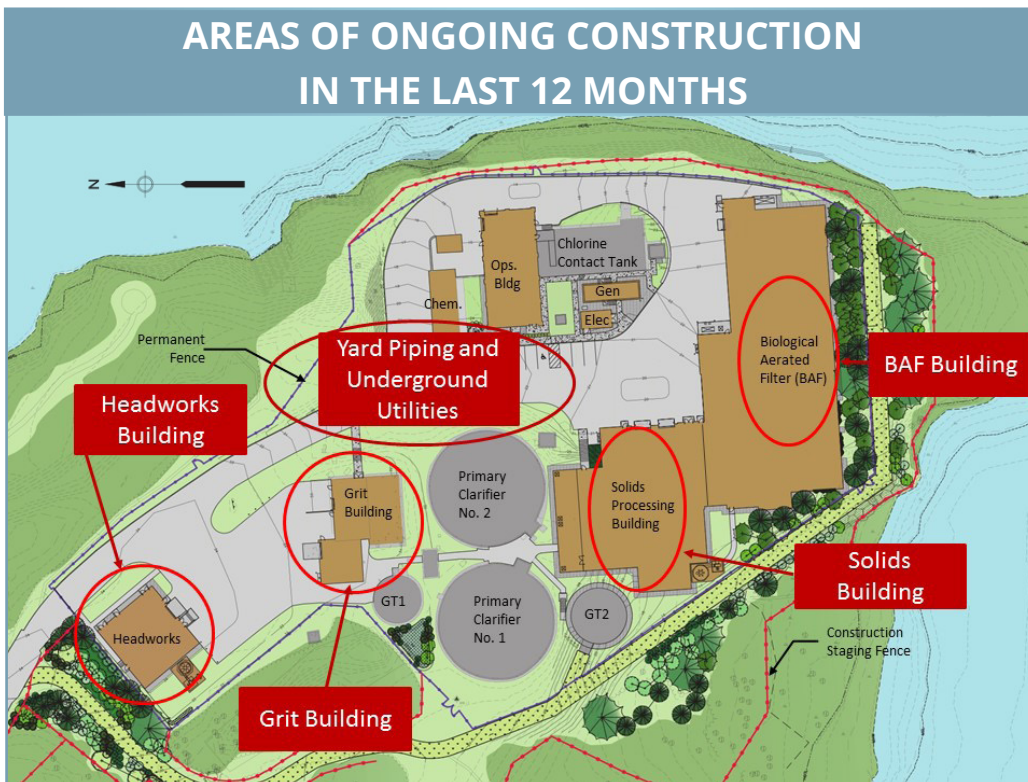 AREAS OF ONGOING CONSTRUCTION
IN THE LAST 12 MONTHS
N
Ops.
Bldg
Chlorine
Contact Tank
Gen
Elec
Chem.
Permanent
Fence
Yard Piping and
Underground
Utilities
Biological
Aerated
Filter (BAF)
BAF Building
Headworks
Building
Grit
Building
Primary
Clarifier
No. 2
Solids
Processing
Building
Solids
Building
GT1
Primary
Clarifier
No. 1
GT2
Headworks
Construction
Staging Fence
Grit Building